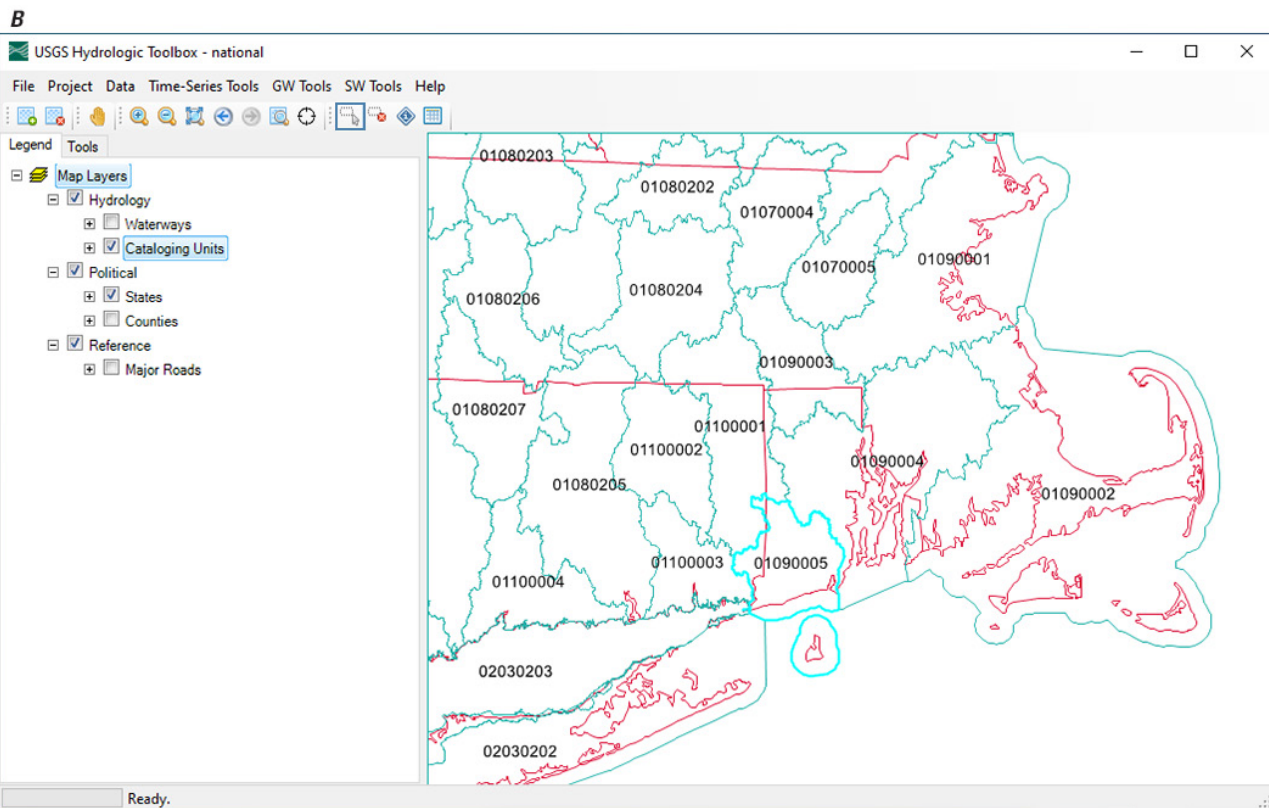 B
USGS Hydrologic Toolbox - national
File Project Data Time-Series Tools GW Tools SW Tools Help
Legend Tools
Map Layers
Hydrology
Waterways
Cataloging Units
Political
States
Counties
Reference
Major Roads
01080203
01080202
01070004
01070005
01090001
01080206
01080204
01090003
01080207
01100001
01100002
01090004
01080205
01090002
01100003
01090005
01100004
02030203
02030202
Ready.